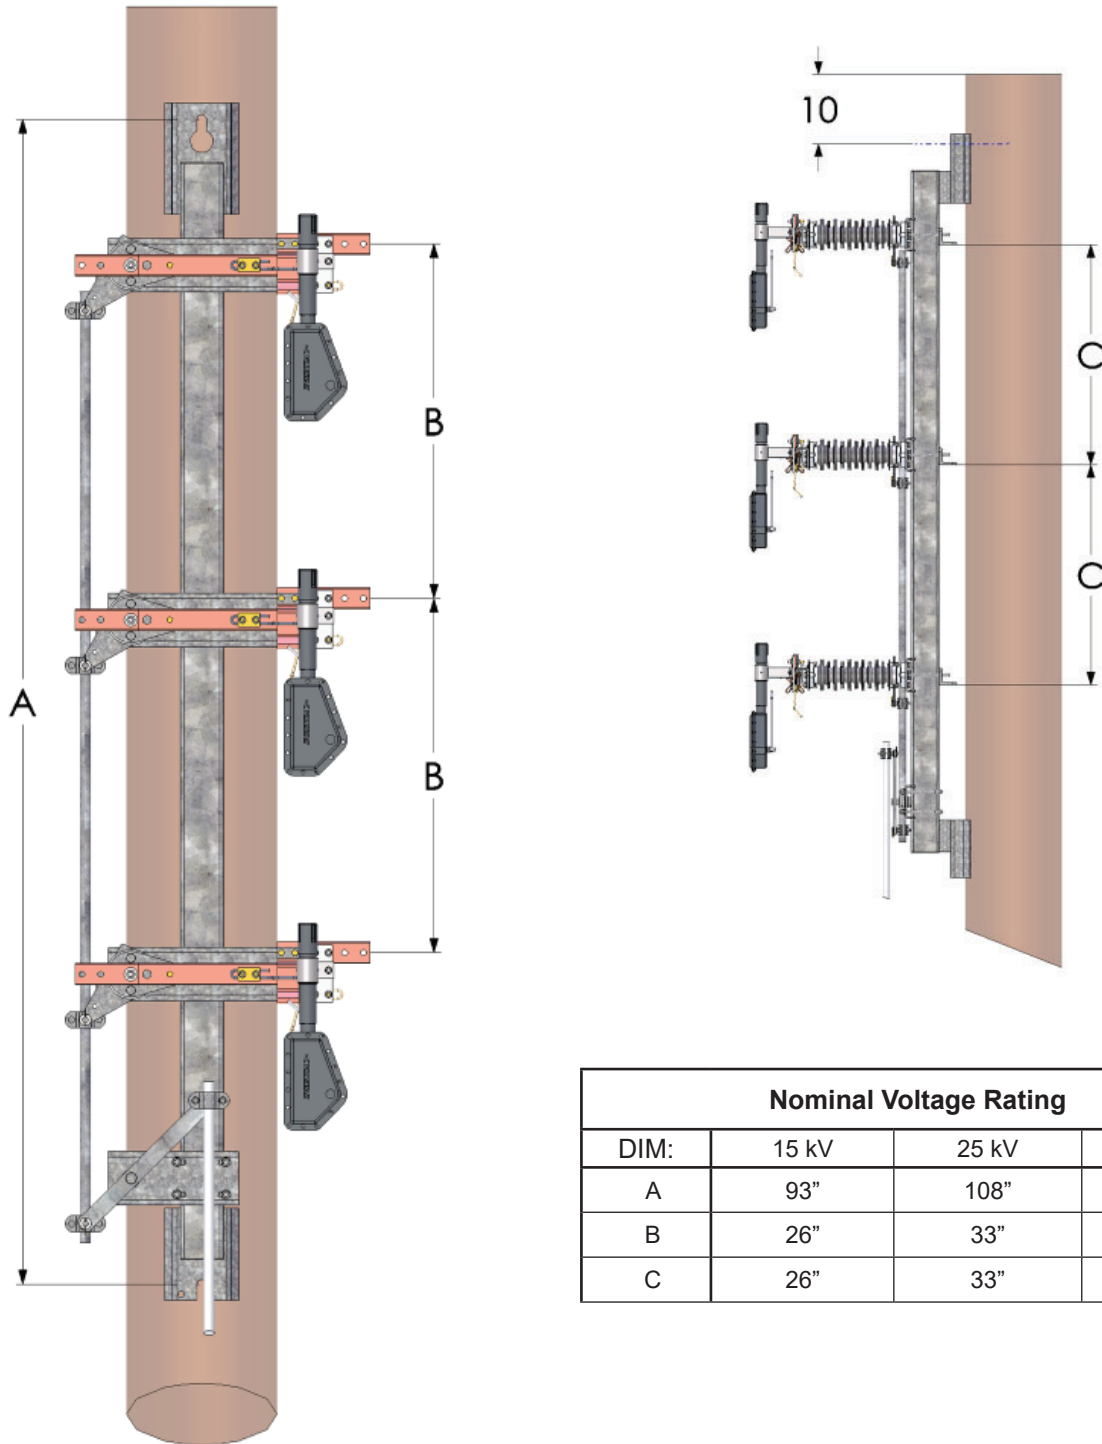 10
A
B
B
C
C
Nominal Voltage Rating
DIM: 15 kV 25 kV
A 93” 108”
B 26” 33”
C 26” 33”